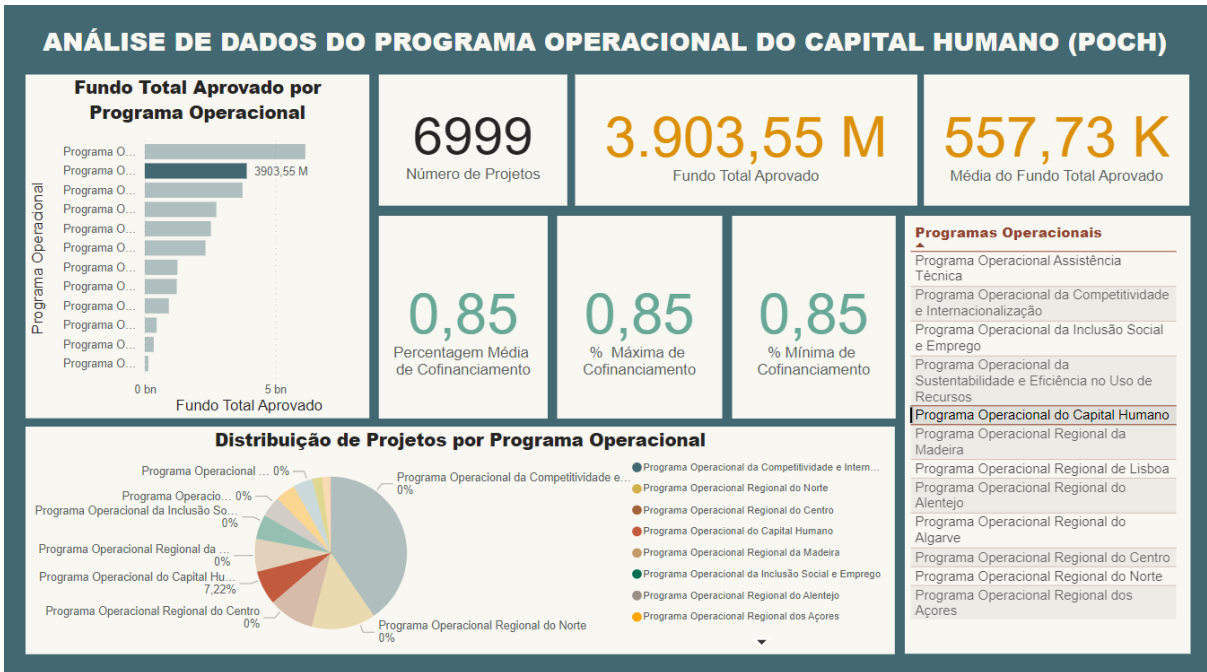 ANÁLISE DE DADOS DO PROGRAMA OPERACIONAL DO CAPITAL HUMANO (POCH)
Fundo Total Aprovado por
Programa Operacional
Programa Operacional
Programa O...
Programa O...
3903,55 M
Programa O...
Programa O...
Programa O...
Programa O...
Programa O...
Programa O...
Programa O...
Programa O...
Programa O...
Programa O...
0 bn
5 bn
Fundo Total Aprovado
6999
Número de Projetos
3.903,55 M
Fundo Total Aprovado
557,73 K
Média do Fundo Total Aprovado
0,85
Percentagem Média
de Cofinanciamento
0,85
% Máxima de
Cofinanciamento
0,85
% Mínima de
Cofinanciamento
Programas Operacionais
Programa Operacional Assistência
Técnica
Programa Operacional da Competitividade
e Internacionalização
Programa Operacional da Inclusão Social
e Emprego
Programa Operacional da
Sustentabilidade e Eficiência no Uso de
Recursos
Programa Operacional do Capital Humano
Programa Operacional Regional da
Madeira
Programa Operacional Regional de Lisboa
Programa Operacional Regional do
Alentejo
Programa Operacional Regional do
Algarve
Programa Operacional Regional do Centro
Programa Operacional Regional do Norte
Programa Operacional Regional dos
Açores
Distribuição de Projetos por Programa Operacional
Programa Operacional ... 0%
Programa Operacio... 0%
Programa Operacional da Inclusão So...
0%
Programa Operacional Regional da ...
0%
Programa Operacional do Capital Hu...
7,22%
Programa Operacional Regional do Centro
0%
Programa Operacional da Competitividade e...
0%
Programa Operacional Regional do Norte
0%
Programa Operacional da Competitividade e Intern...
Programa Operacional Regional do Norte
Programa Operacional Regional do Centro
Programa Operacional do Capital Humano
Programa Operacional Regional da Madeira
Programa Operacional da Inclusão Social e Emprego
Programa Operacional Regional do Alentejo
Programa Operacional Regional dos Açores